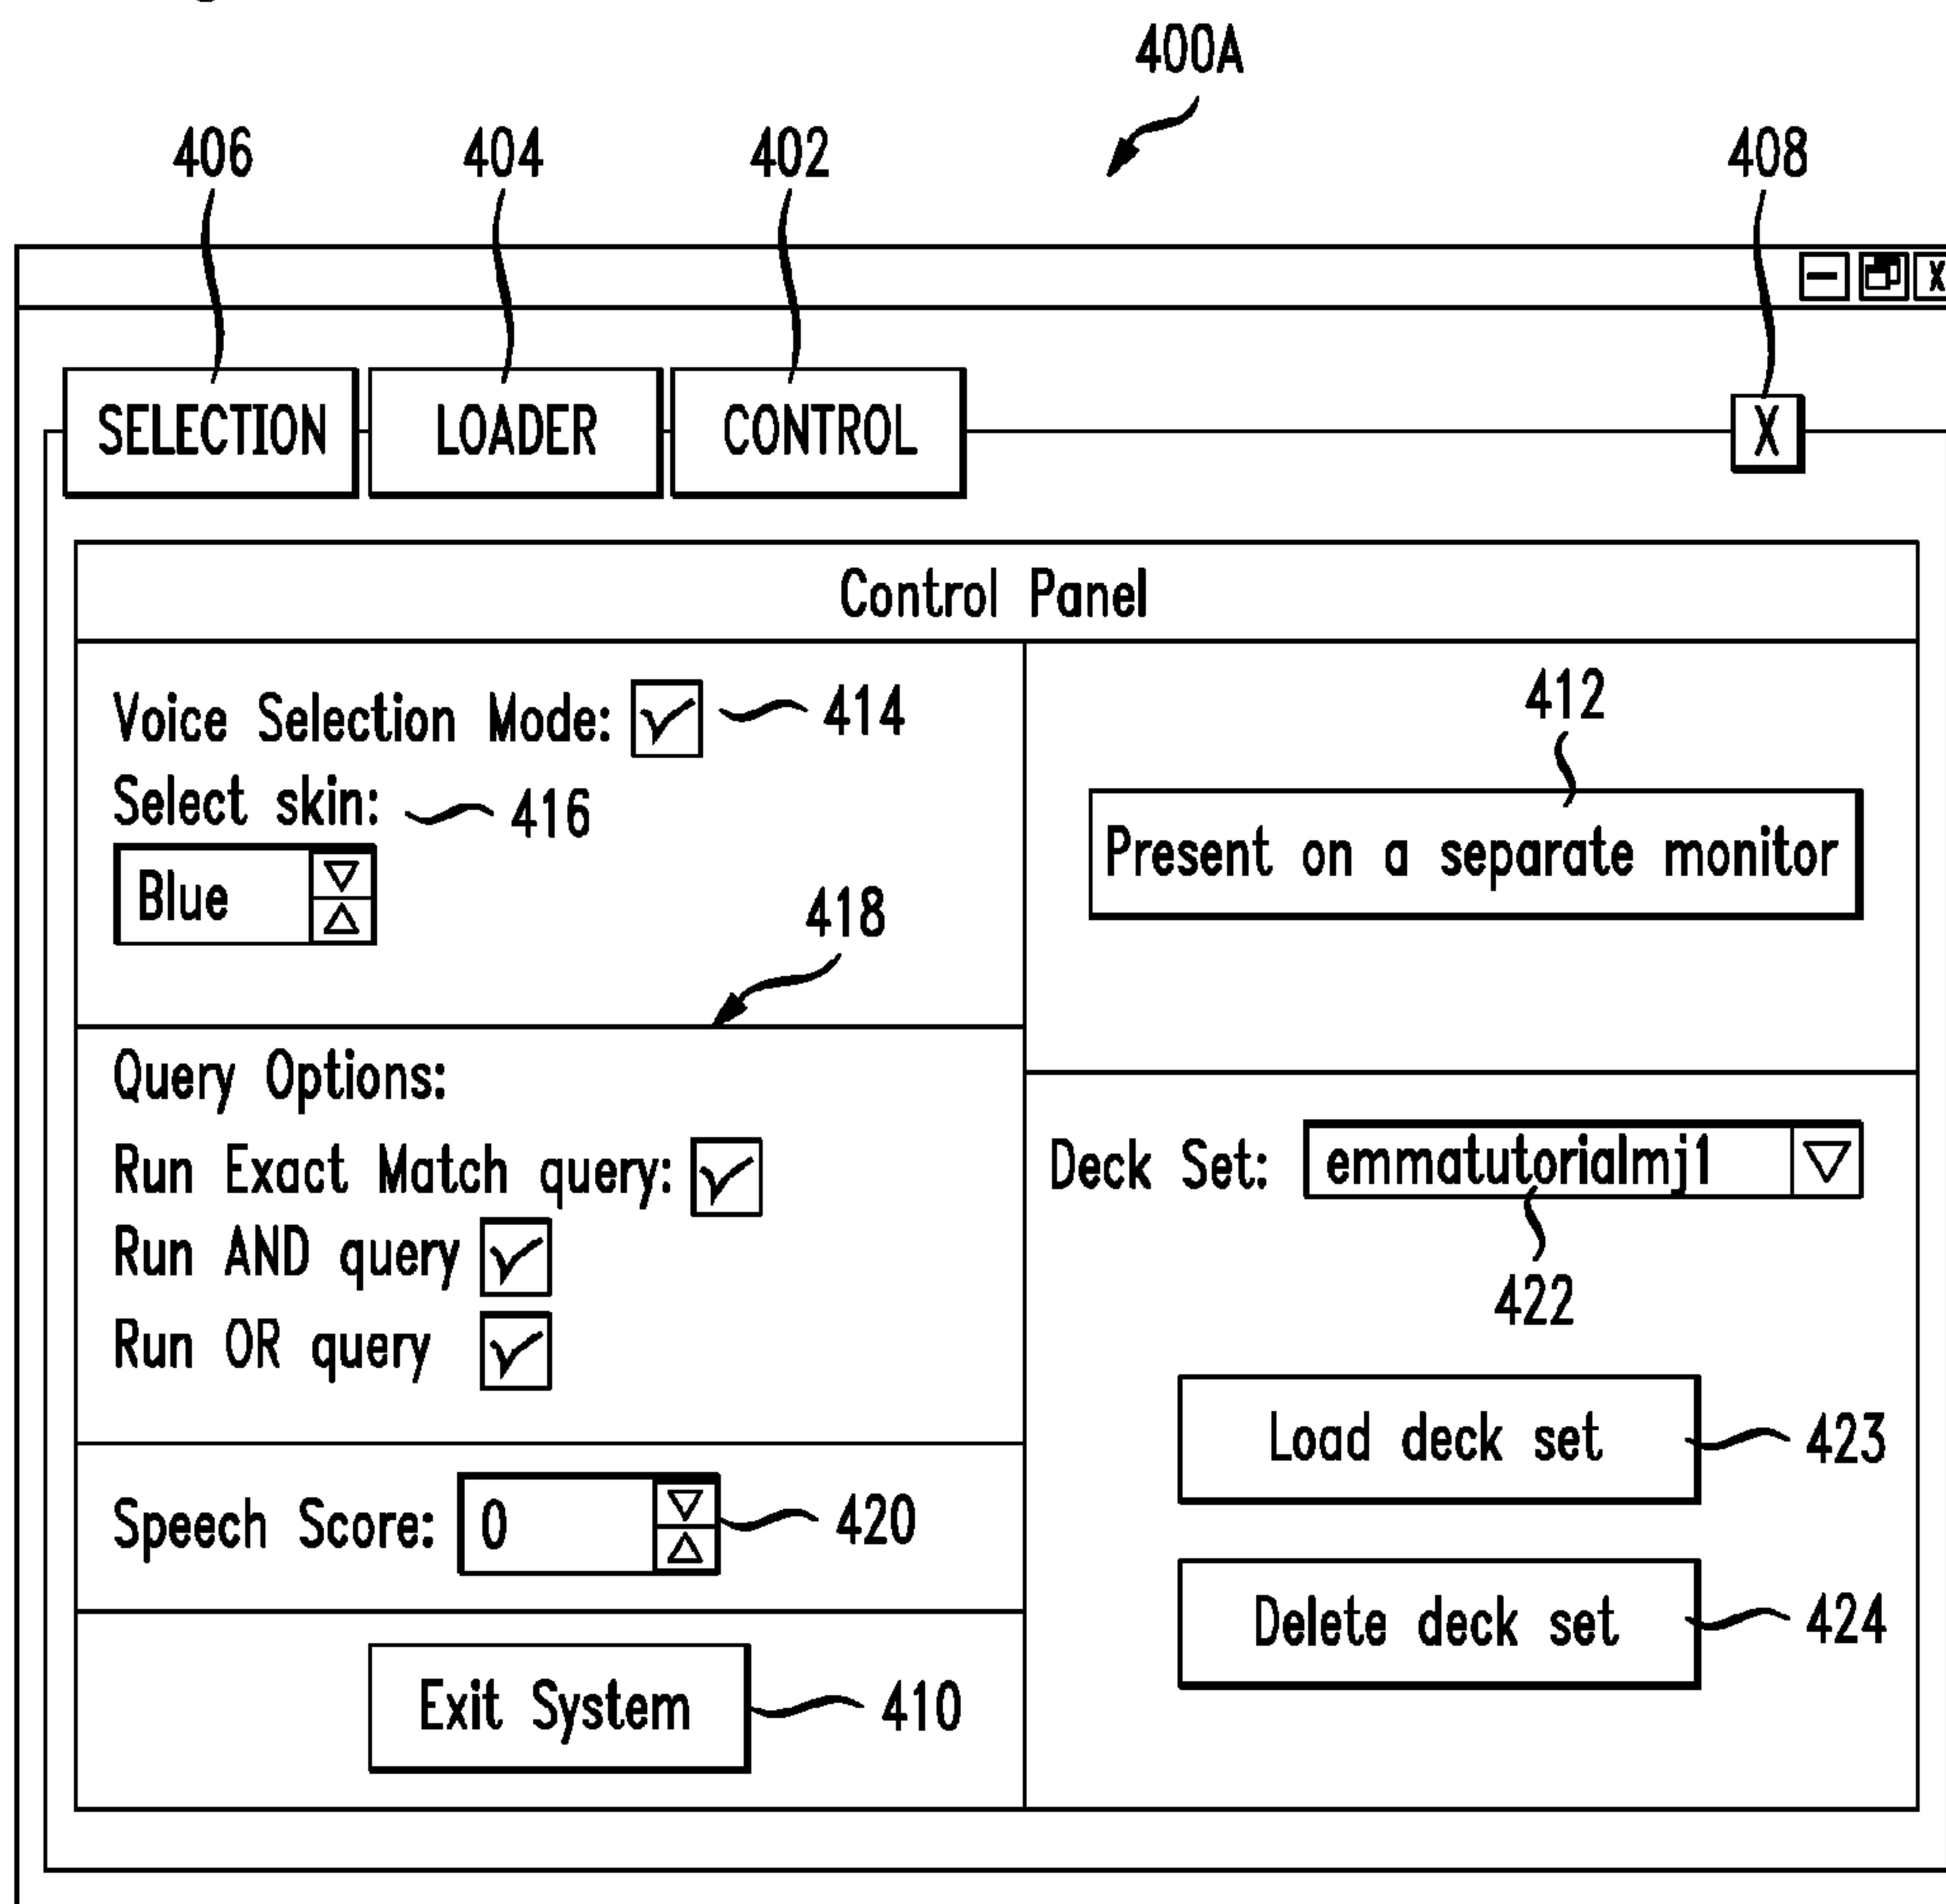 400A
406 404 402 408
X
SELECTION LOADER CONTROL X
Control Panel
Voice Selection Mode: 414
Select skin: 416
Blue
418
Query Options:
Run Exact Match query:
Run AND query
Run OR query
Speech Score: 0 420
Exit System 410
412
Present on a separate monitor
Deck Set: emmatutorialmj1
422
Load deck set 423
Delete deck set 424